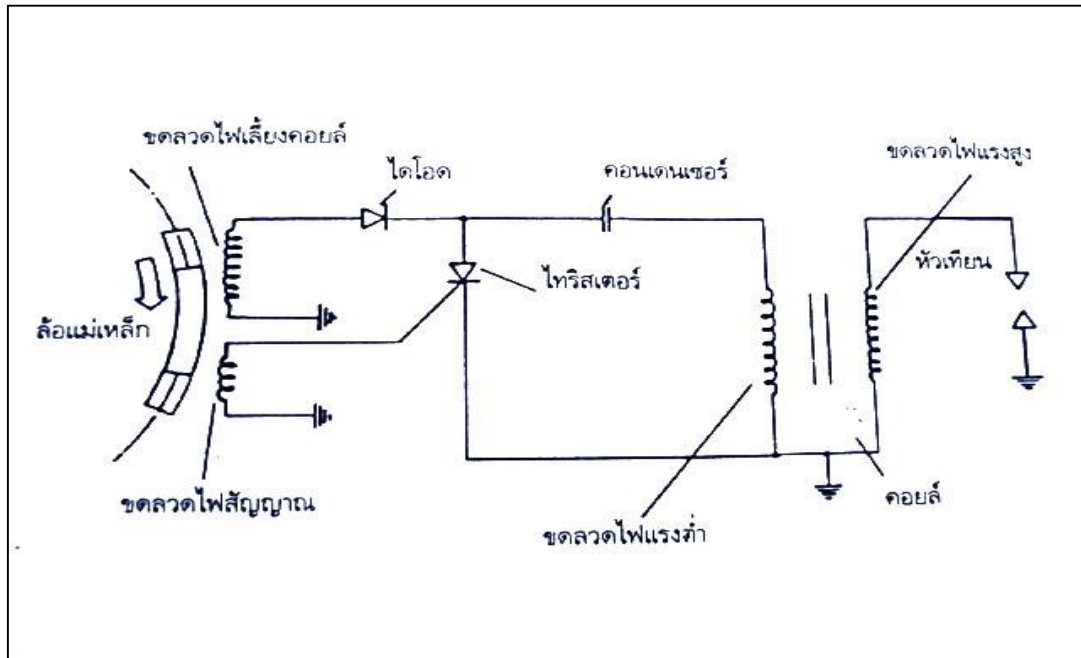 ขดลวดไฟเลี้ยงคอยล์
ไดโอด
คอนเดนเซอร์
ขดลวดไฟแรงสูง
หัวเทียน
ไทริสเตอร์
ล้อแม่เหล็ก
ขดลวดไฟสัญญาณ
ขดลวดไฟแรงต่ำ
คอยล์